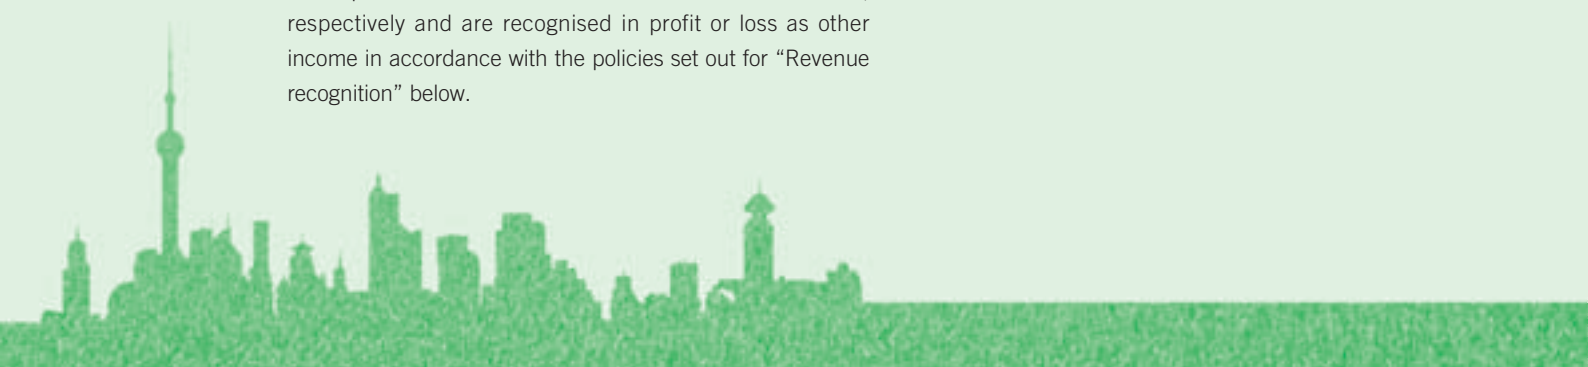 respectively and are recognised in profit or loss as other
income in accordance with the policies set out for “Revenue
recognition” below.